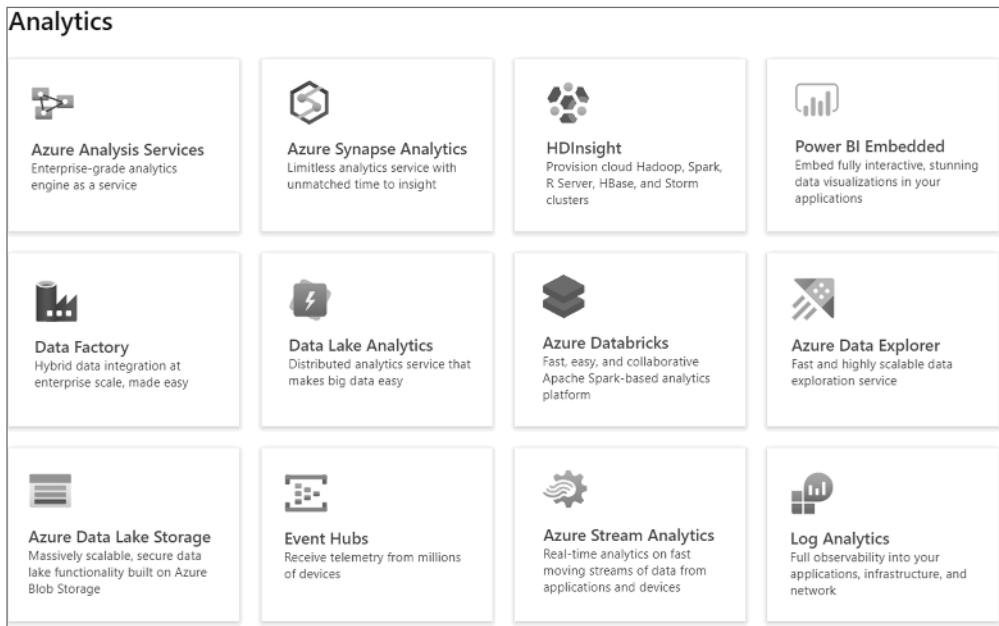 Analytics
Azure Analysis Services
Enterprise-grade analytics
engine as a service
Azure Synapse Analytics
Limitless analytics service with
unmatched time to insight
HDInsight
Provision cloud Hadoop, Spark,
R Server, HBase, and Storm
clusters
Power BI Embedded
Embed fully interactive, stunning
data visualizations in your
applications
Data Factory
Hybrid data integration at
enterprise scale, made easy
Data Lake Analytics
Distributed analytics service that
makes big data easy
Azure Databricks
Fast, easy, and collaborative
Apache Spark-based analytics
platform
Azure Data Explorer
Fast and highly scalable data
exploration service
Azure Data Lake Storage
Massively scalable, secure data
lake functionality built on Azure
Blob Storage
Event Hubs
Receive telemetry from millions
of devices
Azure Stream Analytics
Real-time analytics on fast
moving streams of data from
applications and devices
Log Analytics
Full observability into your
applications, infrastructure, and
network